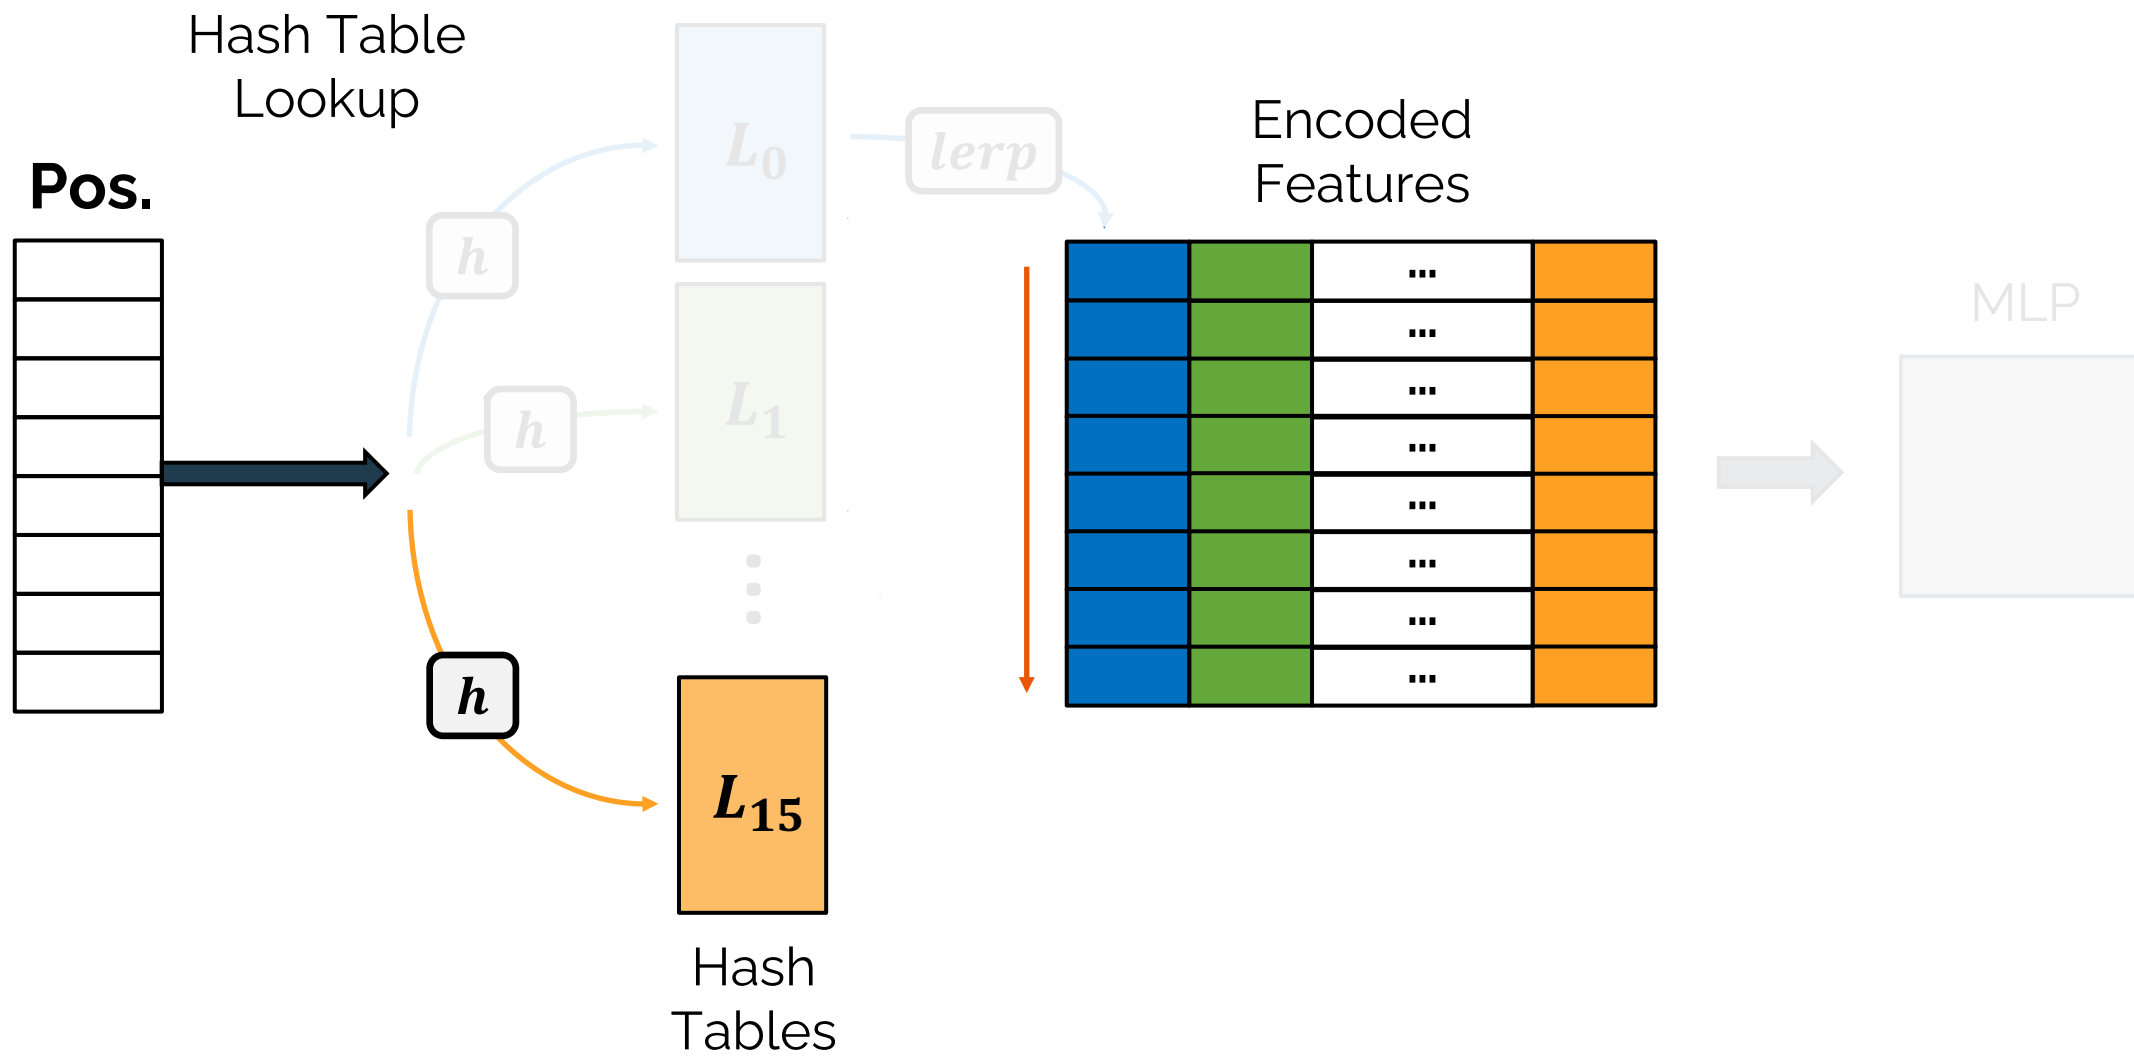 Hash Table
Lookup
Pos.
h
h
h
L0
L1
L15
Hash
Tables
lerp
Encoded
Features
...
...
...
...
...
...
...
...
MLP